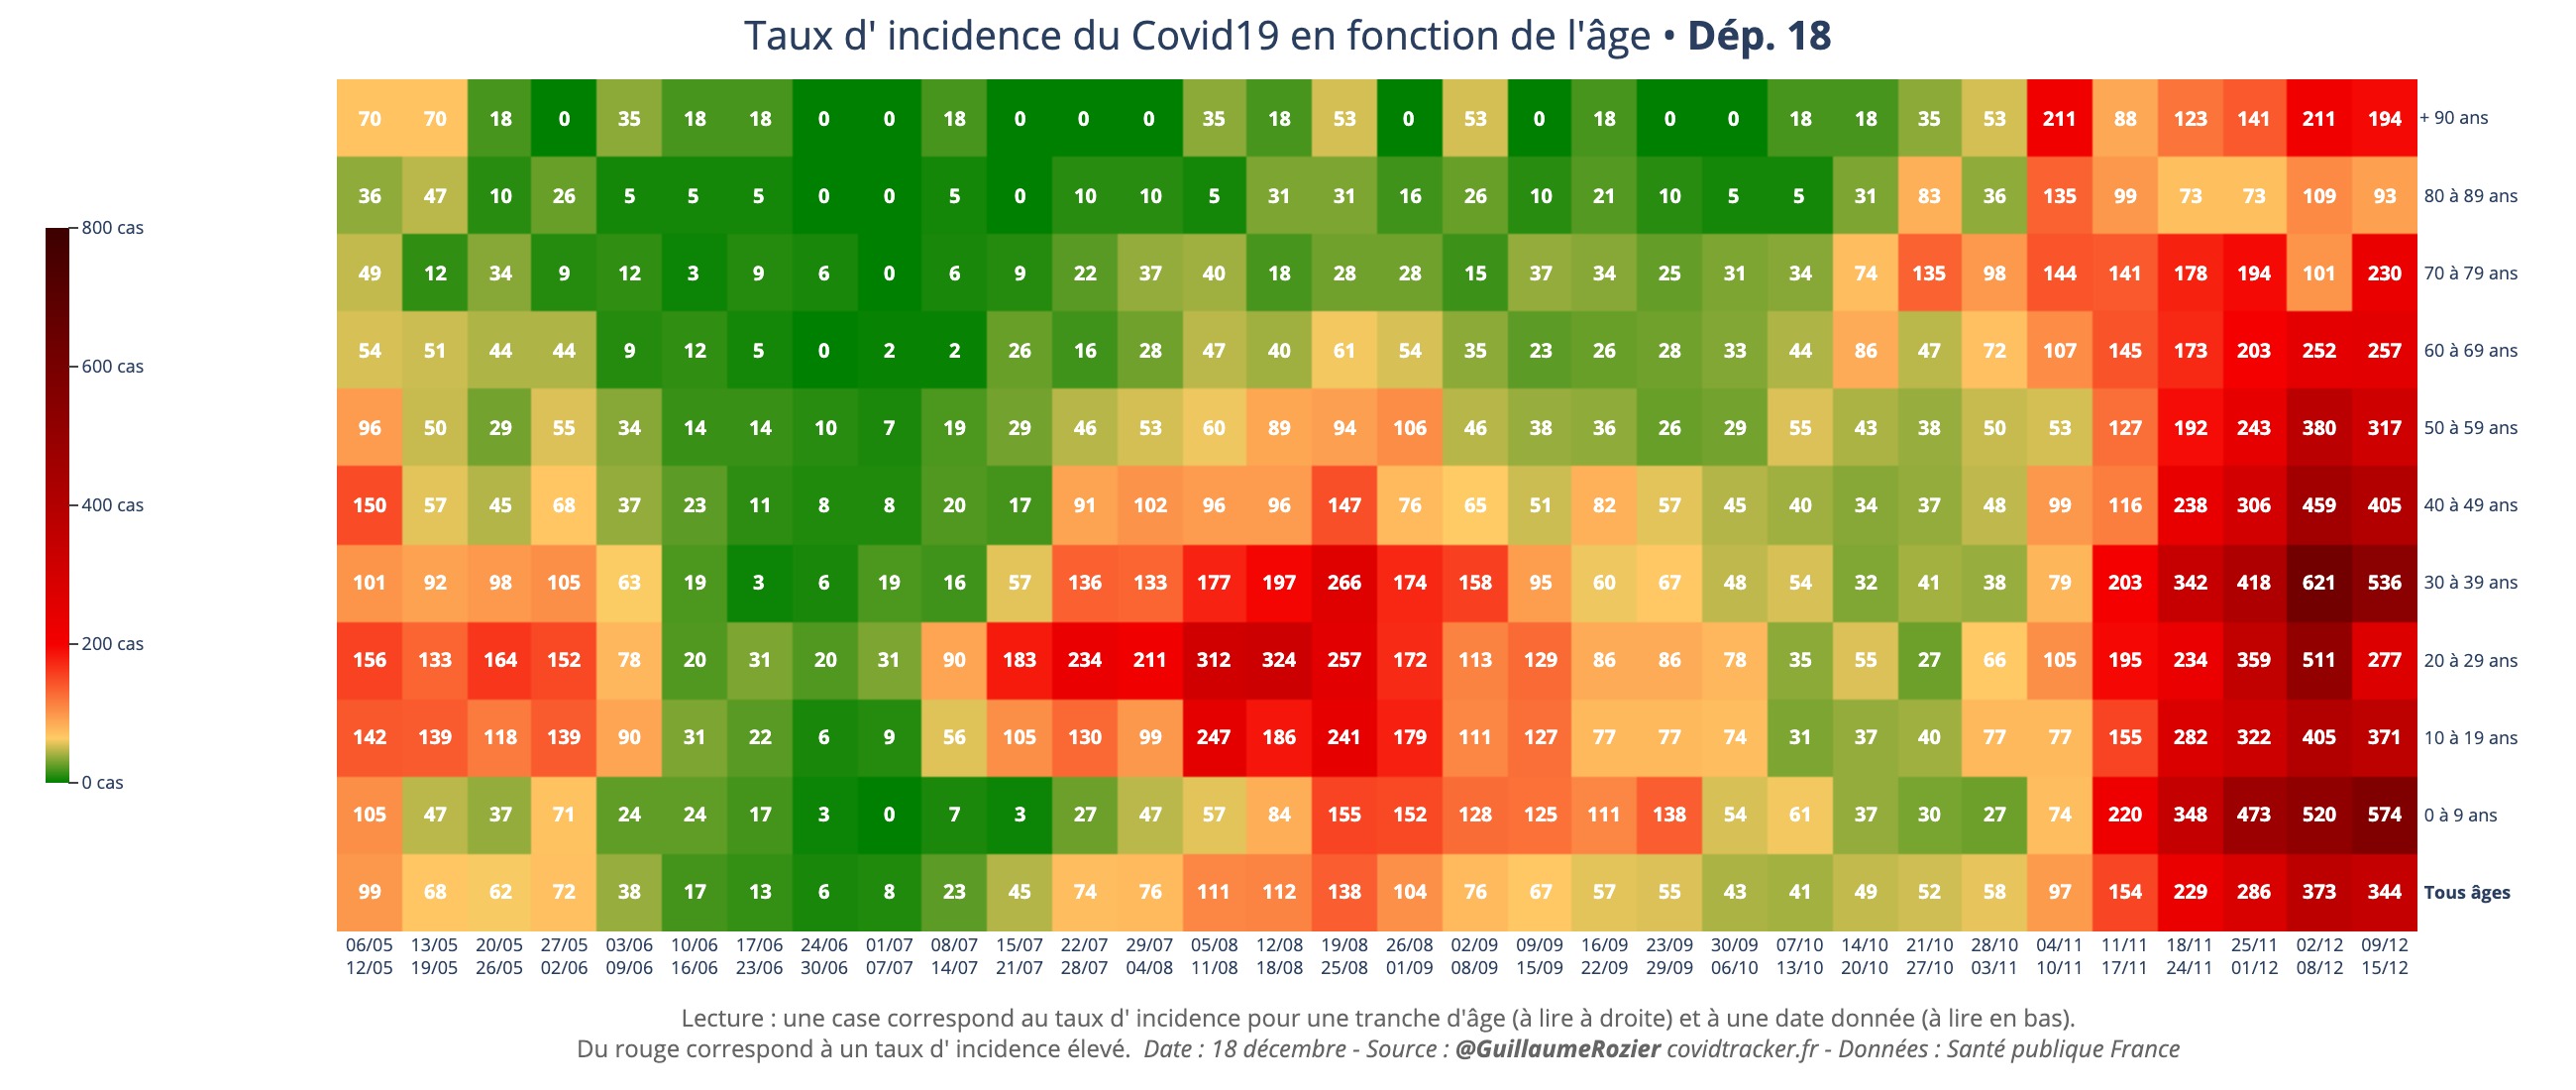 Taux d' incidence du Covid19 en fonction de l'âge • Dép. 18
70 70 18 0 35 18 18 0 0 18 0 0 0 35 18 53 0 53 0 18 0 0 18 18 35 53 211 88 123 141 211 194 + 90 ans
36 47 10 26 5 5 5 0 0 5 0 10 10 5 31 31 16 26 10 21 10 5 5 31 83 36 135 99 73 73 109 93 80 à 89 ans
800 cas
49 12 34 9 12 3 9 6 0 6 9 22 37 40 18 28 28 15 37 34 25 31 34 74 135 98 144 141 178 194 101 230 70 à 79 ans
54 51 44 44 9 12 5 0 2 2 26 16 28 47 40 61 54 35 23 26 28 33 44 86 47 72 107 145 173 203 252 257 60 à 69 ans
600 cas
96 50 29 55 34 14 14 10 7 19 29 46 53 60 89 94 106 46 38 36 26 29 55 43 38 50 53 127 192 243 380 317 50 à 59 ans
400 cas
150 57 45 68 37 23 11 8 8 20 17 91 102 96 96 147 76 65 51 82 57 45 40 34 37 48 99 116 238 306 459 405 40 à 49 ans
101 92 98 105 63 19 3 6 19 16 57 136 133 177 197 266 174 158 95 60 67 48 54 32 41 38 79 203 342 418 621 536 30 à 39 ans
200 cas
156 133 164 152 78 20 31 20 31 90 183 234 211 312 324 257 172 113 129 86 86 78 35 55 27 66 105 195 234 359 511 277 20 à 29 ans
142 139 118 139 90 31 22 6 9 56 105 130 99 247 186 241 179 111 127 77 77 74 31 37 40 77 77 155 282 322 405 371 10 à 19 ans
0 cas
105 47 37 71 24 24 17 3 0 7 3 27 47 57 84 155 152 128 125 111 138 54 61 37 30 27 74 220 348 473 520 574 0 à 9 ans
99 68 62 72 38 17 13 6 8 23 45 74 76 111 112 138 104 76 67 57 55 43 41 49 52 58 97 154 229 286 373 344 Tous âges
06/05 13/05 20/05 27/05 03/06 10/06 17/06 24/06 01/07 08/07 15/07 22/07 29/07 05/08 12/08 19/08 26/08 02/09 09/09 16/09 23/09 30/09 07/10 14/10 21/10 28/10 04/11 11/11 18/11 25/11 02/12 09/12
12/05 19/05 26/05 02/06 09/06 16/06 23/06 30/06 07/07 14/07 21/07 28/07 04/08 11/08 18/08 25/08 01/09 08/09 15/09 22/09 29/09 06/10 13/10 20/10 27/10 03/11 10/11 17/11 24/11 01/12 08/12 15/12
Lecture : une case correspond au taux d' incidence pour une tranche d'âge (à lire à droite) et à une date donnée (à lire en bas).
Du rouge correspond à un taux d' incidence élevé. Date : 18 décembre - Source : @GuillaumeRozier covidtracker.fr - Données : Santé publique France